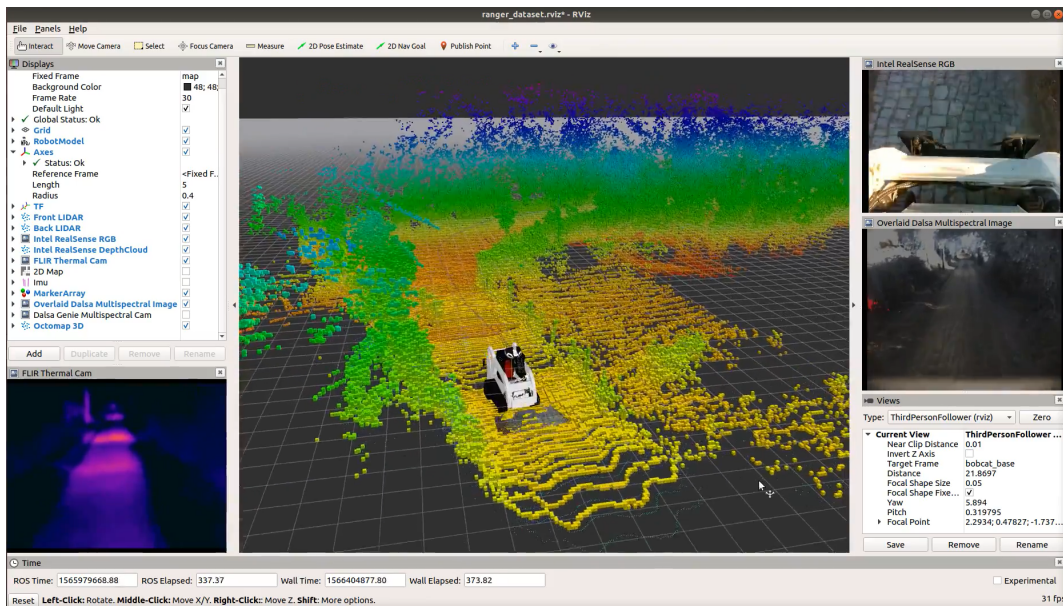 ranger_dataset.rviz* - RViz
File Panels Help
Interact Move Camera Select Focus Camera Measure 2D Pose Estimate 2D Nav Goal Publish Point
Displays
Fixed Frame map
Background Color 48; 48;
Frame Rate 30
Default Light
Global Status: Ok
Grid
RobotModel
Axes
Status: Ok
Reference Frame <Fixed F..
Length 5
Radius 0.4
TF
Front LIDAR
Back LIDAR
Intel RealSense RGB
Intel RealSense DepthCloud
FLIR Thermal Cam
2D Map
Imu
MarkerArray
Overlaid Dalsa Multispectral Image
Dalsa Genie Multispectral Cam
Octomap 3D
Add Duplicate Remove Rename
FLIR Thermal Cam
Intel RealSense RGB
Overlaid Dalsa Multispectral Image
Views
Type: ThirdPersonFollower (rviz) Zero
Current View ThirdPersonFollower ...
Near Clip Distance 0.01
Invert Z Axis
Target Frame bobcat_base
Distance 21.8697
Focal Shape Size 0.05
Focal Shape Fixe...
Yaw 5.894
Pitch 0.319795
Focal Point 2.2934; 0.47827; -1.737...
Save Remove Rename
Time
ROS Time: 1565979668.88 ROS Elapsed: 337.37 Wall Time: 1566404877.80 Wall Elapsed: 373.82 Experimental
Reset Left-Click: Rotate. Middle-Click: Move X/Y. Right-Click:: Move Z. Shift: More options. 31 fps